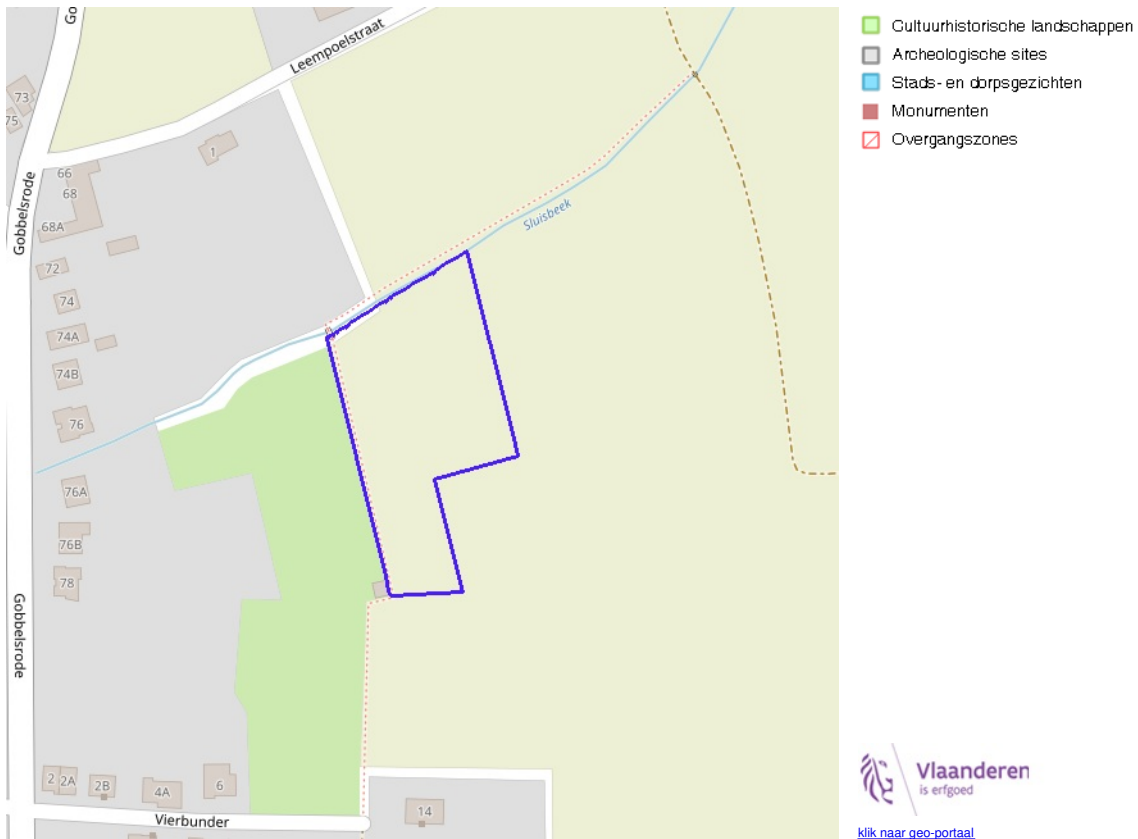 Go
Leempoelstraat
73
75
1
Gobbelsrode
66
68
68A
72
74
74A
74B
76
76A
76B
78
Sluisbeek
Gobbelsrode
2
2A
2B
4A
6
14
Vierbunder
Cultuurhistorische landschappen
Archeologische sites
Stads- en dorpsgezichten
Monumenten
Overgangszones
Vlaanderen
is erfgoed
klik naar geo-portaal